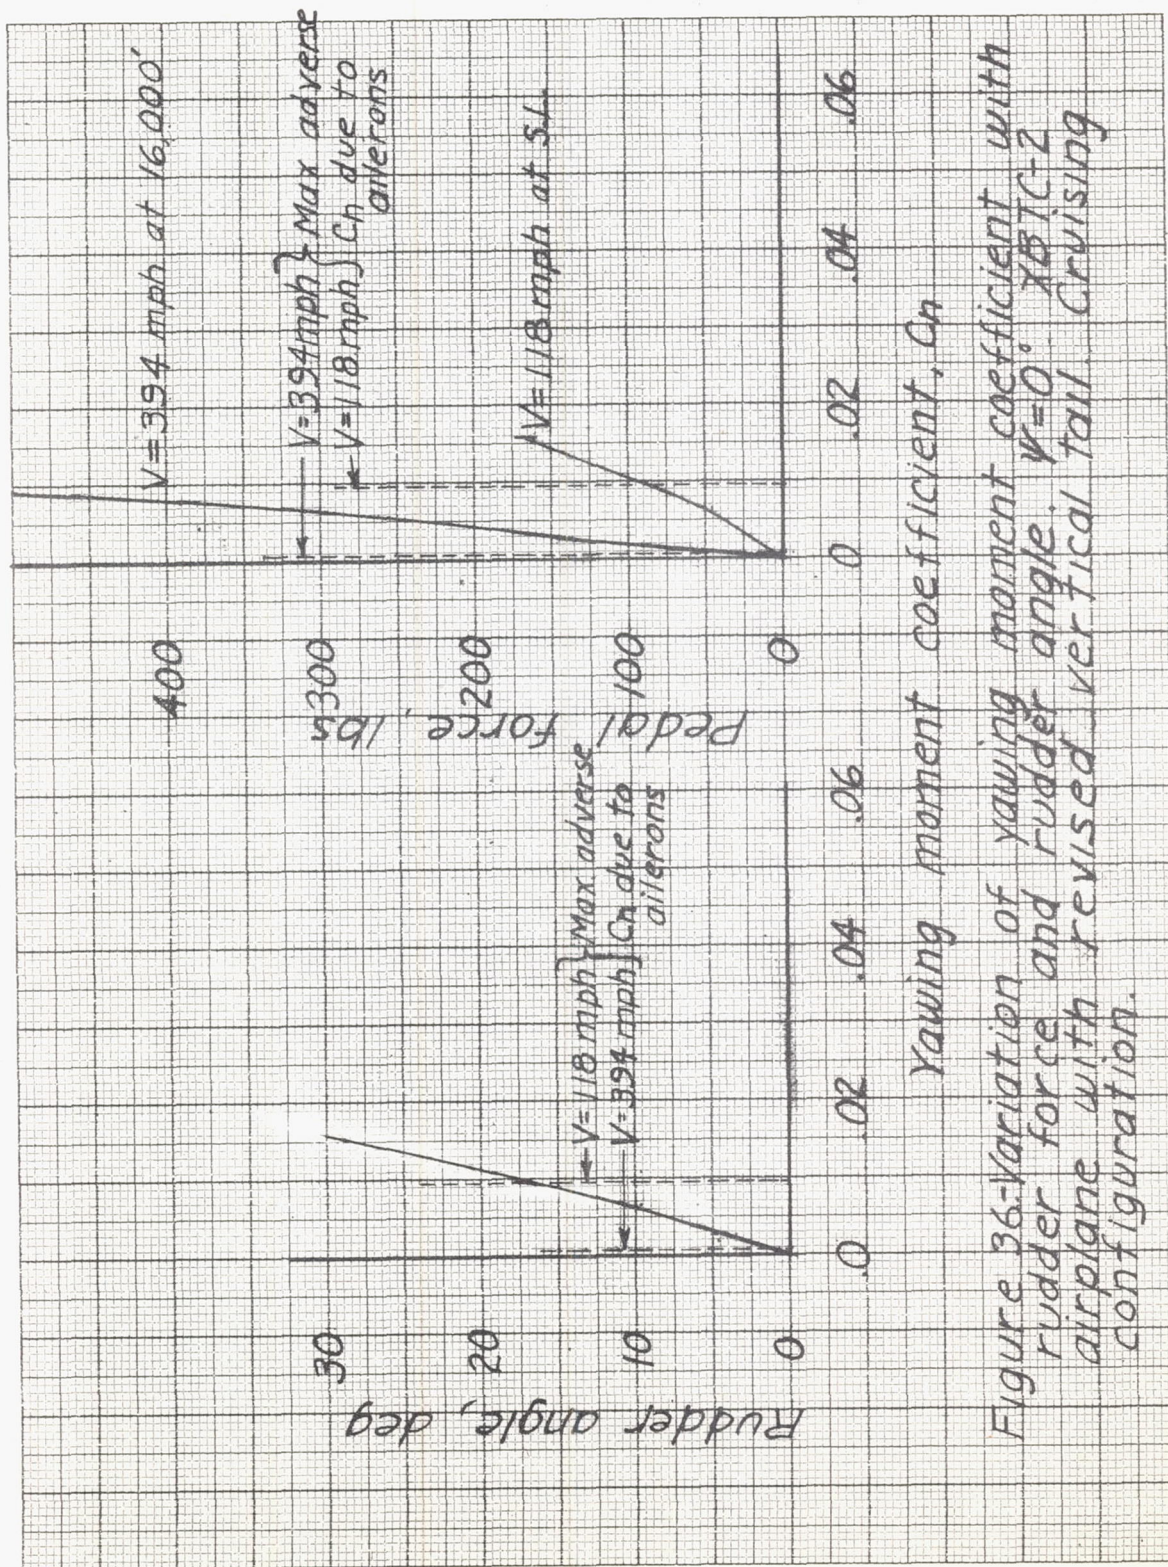 V=394 mph at 16,000'
V=394mph } Max adverse
V=118 mph } Cn due to
ailerons
V=118 mph at S.L.
400
300
200
100
0
Pedal force, lbs
0 .02 .04 .06
V=118 mph } Max adverse
V=394 mph } Cn due to
ailerons
30
20
10
0
Rudder angle, deg
.0 .02 .04 .06
Yawing moment coefficient, Cn
Figure 36-Variation of yawing moment coefficient with
rudder force and rudder angle. ψ=0° XBTC-2
airplane with revised vertical tail. Cruising
configuration.